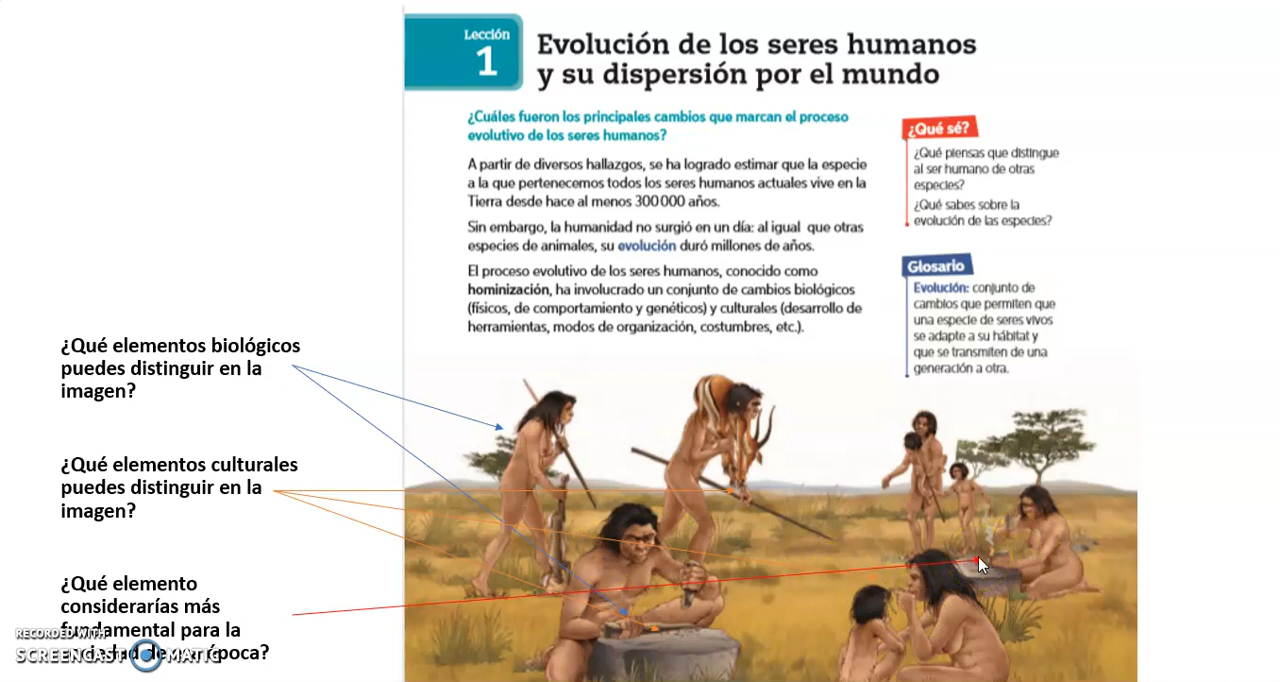 Lección
1
Evolución de los seres humanos
y su dispersión por el mundo
¿Cuáles fueron los principales cambios que marcan el proceso
evolutivo de los seres humanos?
A partir de diversos hallazgos, se ha logrado estimar que la especie
a la que pertenecemos todos los seres humanos actuales vive en la
Tierra desde hace al menos 300 000 años.
Sin embargo, la humanidad no surgió en un día: al igual que otras
especies de animales, su evolución duró millones de años.
El proceso evolutivo de los seres humanos, conocido como
hominización, ha involucrado un conjunto de cambios biológicos
(físicos, de comportamiento y genéticos) y culturales (desarrollo de
herramientas, modos de organización, costumbres, etc.).
¿Qué sé?
¿Qué piensas que distingue
al ser humano de otras
especies?
¿Qué sabes sobre la
evolución de las especies?
Glosario
Evolución: conjunto de
cambios que permiten que
una especie de seres vivos
se adapte a su hábitat y
que se transmiten de una
generación a otra.
¿Qué elementos biológicos
puedes distinguir en la
imagen?
¿Qué elementos culturales
puedes distinguir en la
imagen?
¿Qué elemento
considerarías más
fundamental para la
de época?
RECORDED WITH
SCREENCAST MATIC